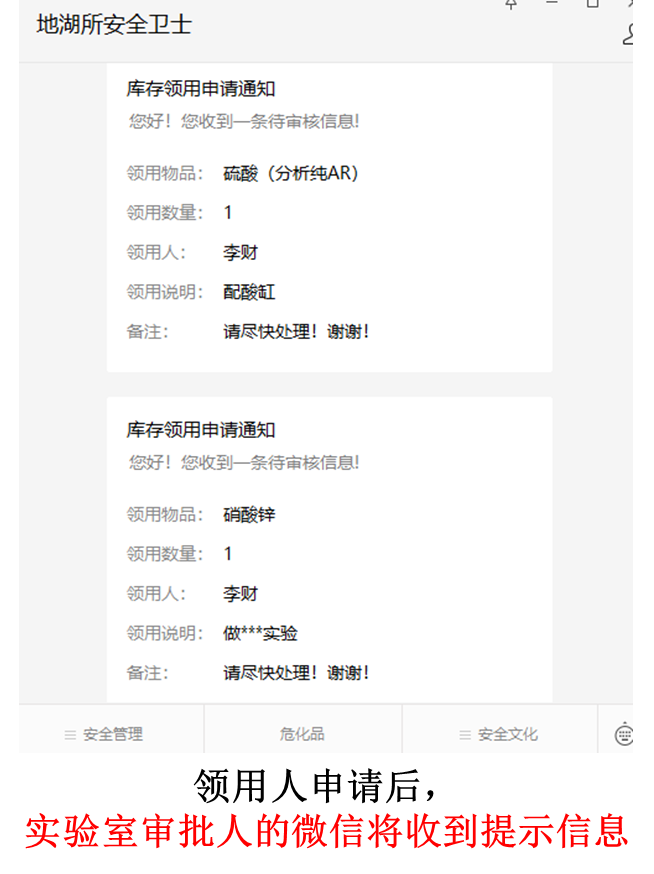 地湖所安全卫士
库存领用申请通知
您好！您收到一条待审核信息!
领用物品： 硫酸（分析纯AR）
领用数量： 1
领用人： 李财
领用说明： 配酸缸
备注： 请尽快处理！谢谢！
库存领用申请通知
您好！您收到一条待审核信息!
领用物品： 硝酸锌
领用数量： 1
领用人： 李财
领用说明： 做***实验
备注： 请尽快处理！谢谢！
安全管理 危化品 安全文化
领用人申请后，
实验室审批人的微信将收到提示信息